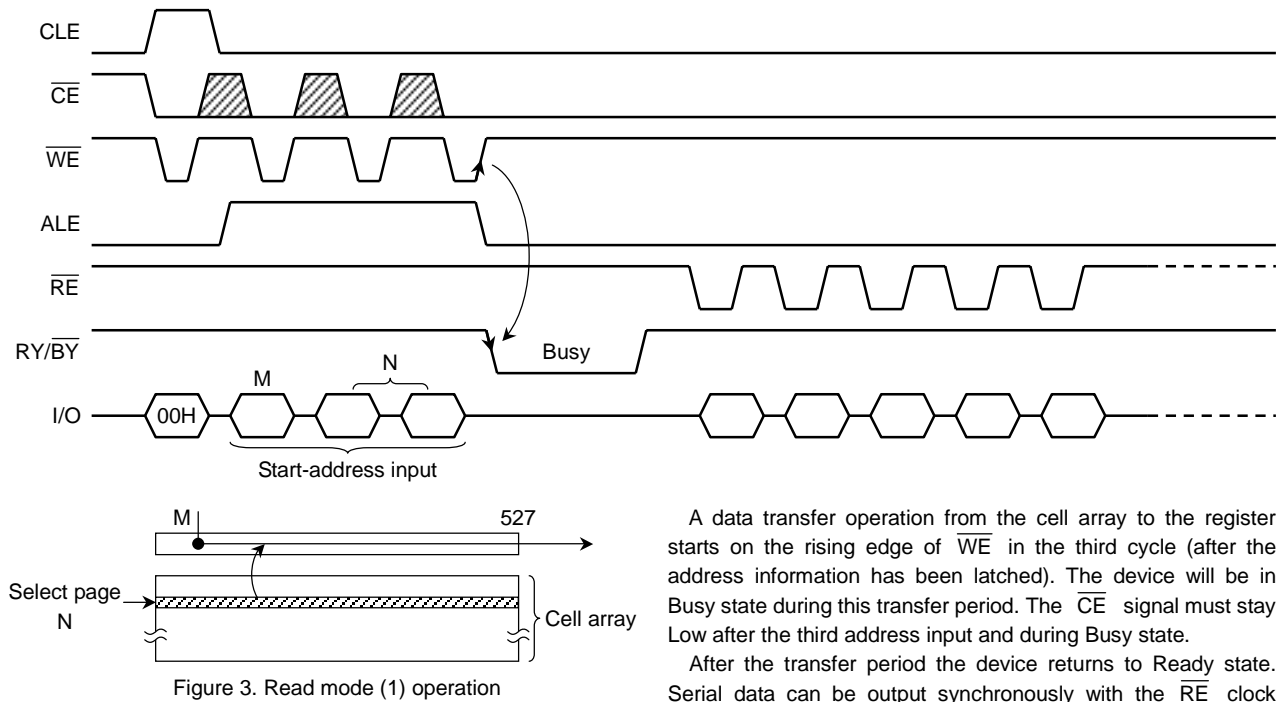 CLE
CE
WE
ALE
RE
RY/BY
Busy
M
N
I/O
00H
Start-address input
M
527
Select page
N
Cell array
Figure 3. Read mode (1) operation
A data transfer operation from the cell array to the register
starts on the rising edge of WE in the third cycle (after the
address information has been latched). The device will be in
Busy state during this transfer period. The CE signal must stay
Low after the third address input and during Busy state.
After the transfer period the device returns to Ready state.
Serial data can be output synchronously with the RE clock